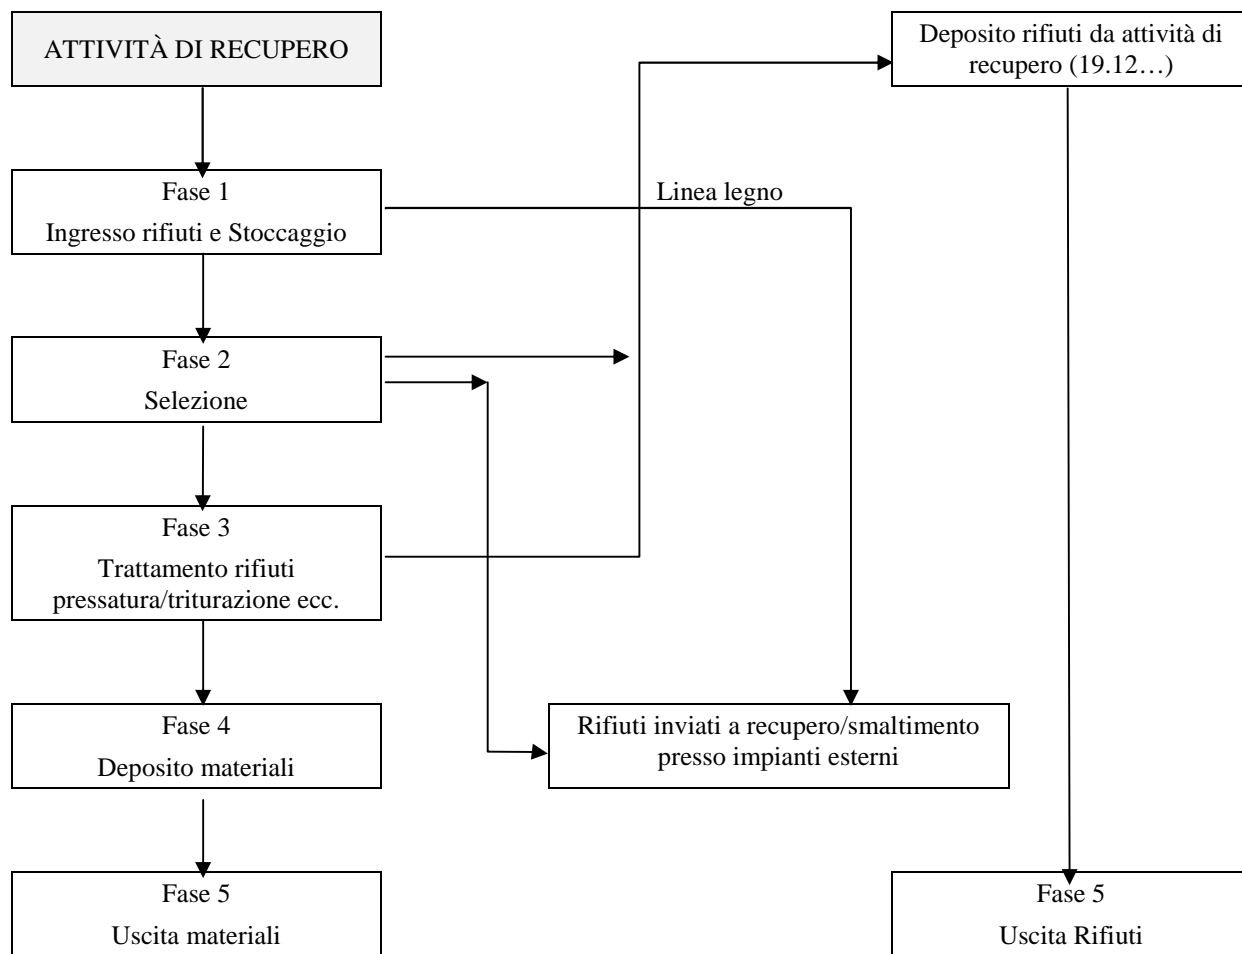 ATTIVITÀ DI RECUPERO
Deposito rifiuti da attività di
recupero (19.12…)
Fase 1
Ingresso rifiuti e Stoccaggio
Linea legno
Fase 2
Selezione
Fase 3
Trattamento rifiuti
pressatura/triturazione ecc.
Fase 4
Deposito materiali
Rifiuti inviati a recupero/smaltimento
presso impianti esterni
Fase 5
Uscita materiali
Fase 5
Uscita Rifiuti